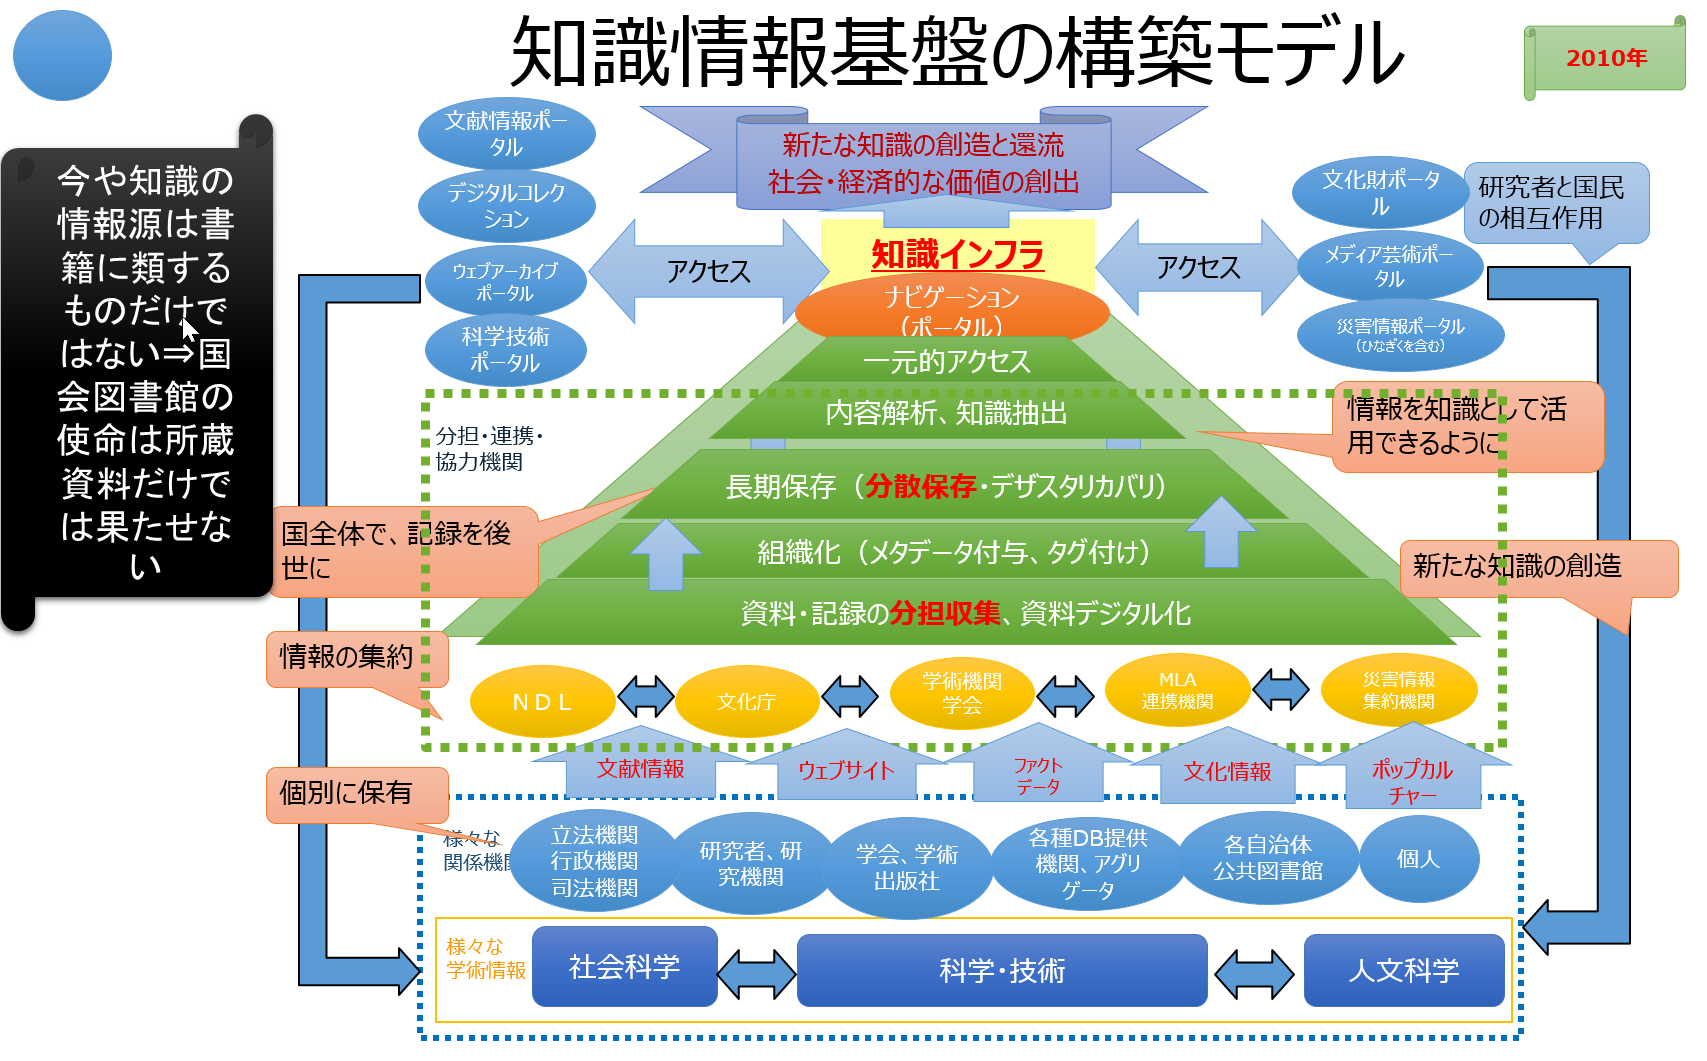 知識情報基盤の構築モデル
2010年
今や知識の
情報源は書
籍に類する
ものだけで
はない⇒国
会図書館の
使命は所蔵
資料だけで
は果たせな
い
文献情報ポー
タル
デジタルコレク
ション
ウェブアーカイブ
ポータル
科学技術
ポータル
新たな知識の創造と還流
社会・経済的な価値の創出
アクセス
知識インフラ
アクセス
文化財ポータ
ル
メディア芸術ポー
タル
災害情報ポータル
(ひなぎくを含む)
研究者と国民
の相互作用
ナビゲーション
(ポータル)
一元的アクセス
内容解析、知識抽出
長期保存(分散保存・デザスタリカバリ)
組織化(メタデータ付与、タグ付け)
資料・記録の分担収集、資料デジタル化
分担・連携・
協力機関
情報を知識として活
用できるように
国全体で、記録を後
世に
新たな知識の創造
情報の集約
NDL
文化庁
学術機関
学会
MLA
連携機関
災害情報
集約機関
文献情報
ウェブサイト
ファクト
データ
文化情報
ポップカル
チャー
個別に保有
様々な
関係機関
立法機関
行政機関
司法機関
研究者、研
究機関
学会、学術
出版社
各種DB提供
機関、アグリ
ゲータ
各自治体
公共図書館
個人
様々な
学術情報
社会科学
科学・技術
人文科学